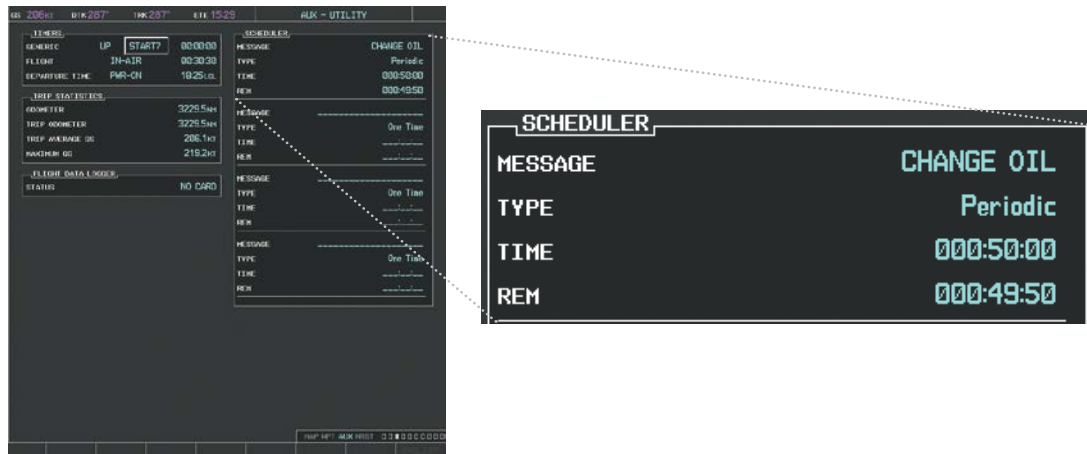 GS 206KT DTK 287° TRK 287° ETE 15:29 AUX - UTILITY
TIMERS
GENERIC UP START? 00:00:00
FLIGHT IN-AIR 00:30:30
DEPARTURE TIME PWR-ON 18:25LCL
TRIP STATISTICS
ODOMETER 3229.5NM
TRIP ODOMETER 3229.5NM
TRIP AVERAGE GS 206.1KT
MAXIMUM GS 219.2KT
FLIGHT DATA LOGGER
STATUS NO CARD
SCHEDULER
MESSAGE CHANGE OIL
TYPE Periodic
TIME 000:50:00
REM 000:49:50
MESSAGE
TYPE One Time
TIME
REM
MESSAGE
TYPE One Time
TIME
REM
MESSAGE
TYPE One Time
TIME
REM
MAP WPT AUX NRST
SCHEDULER
MESSAGE CHANGE OIL
TYPE Periodic
TIME 000:50:00
REM 000:49:50